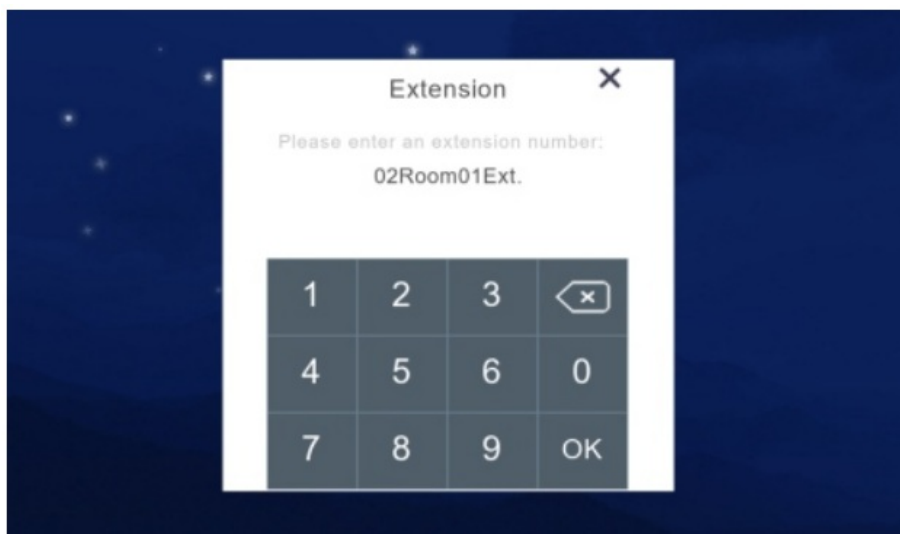 Extension
Please enter an extension number:
02Room01Ext.
1 2 3
4 5 6 0
7 8 9 OK